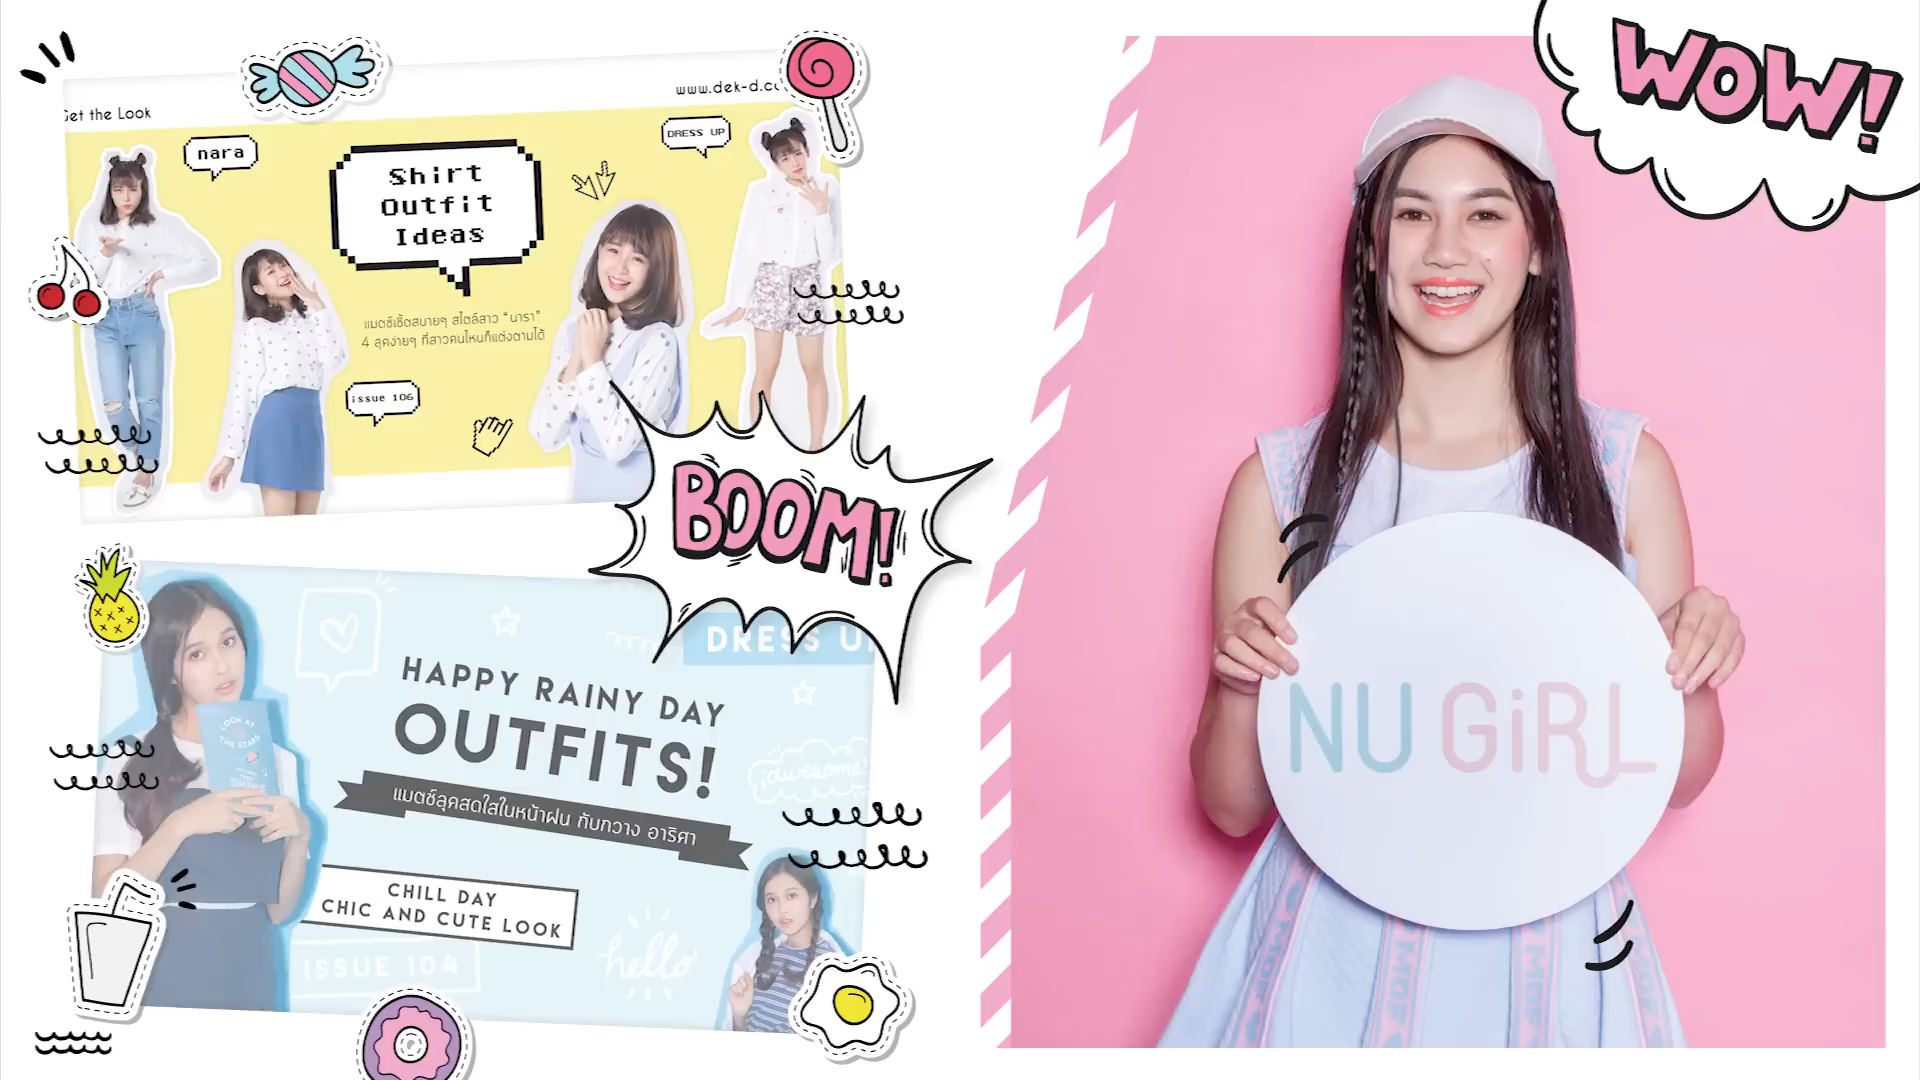 Get the Look
www.dek-d.co
nara
DRESS UP
Shirt
Outfit
Ideas
แมตช์เชิ้ตสบายๆ สไตล์สาว “นารา”
4 ลุคง่ายๆ ที่สาวคนไหนก็แต่งตามได้
issue 106
BOOM!
DRESS U
HAPPY RAINY DAY
OUTFITS!
แมตช์ลุคสดใสในหน้าฝน กับกวาง อาริศา
LOOK AT
THE STARS
awesome!
CHILL DAY
CHIC AND CUTE LOOK
ISSUE 104
hello
WOW!
NU GiRL